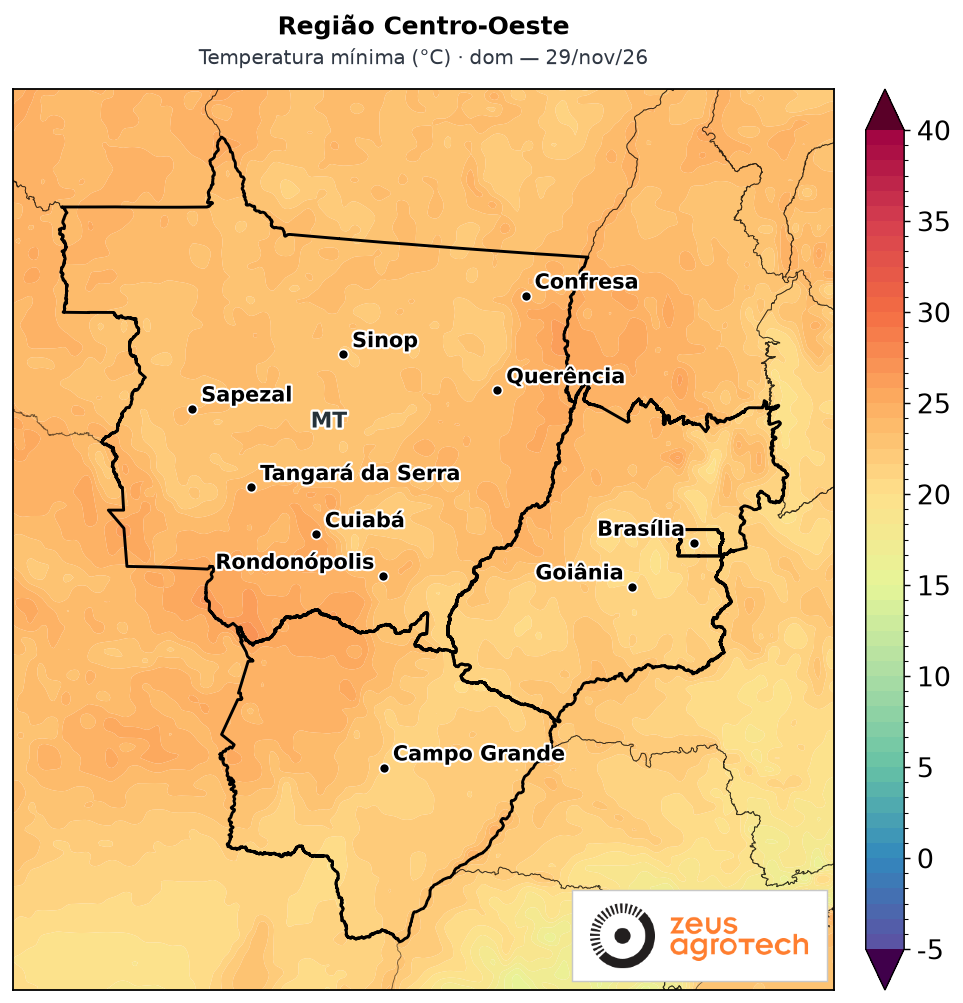 Região Centro-Oeste
Temperatura mínima (°C) · dom — 29/nov/26
Confresa
Sinop
Querência
Sapezal
MT
Tangará da Serra
Cuiabá
Brasília
Rondonópolis
Goiânia
Campo Grande
40
35
30
25
20
15
10
5
0
-5
zeus
agrotech